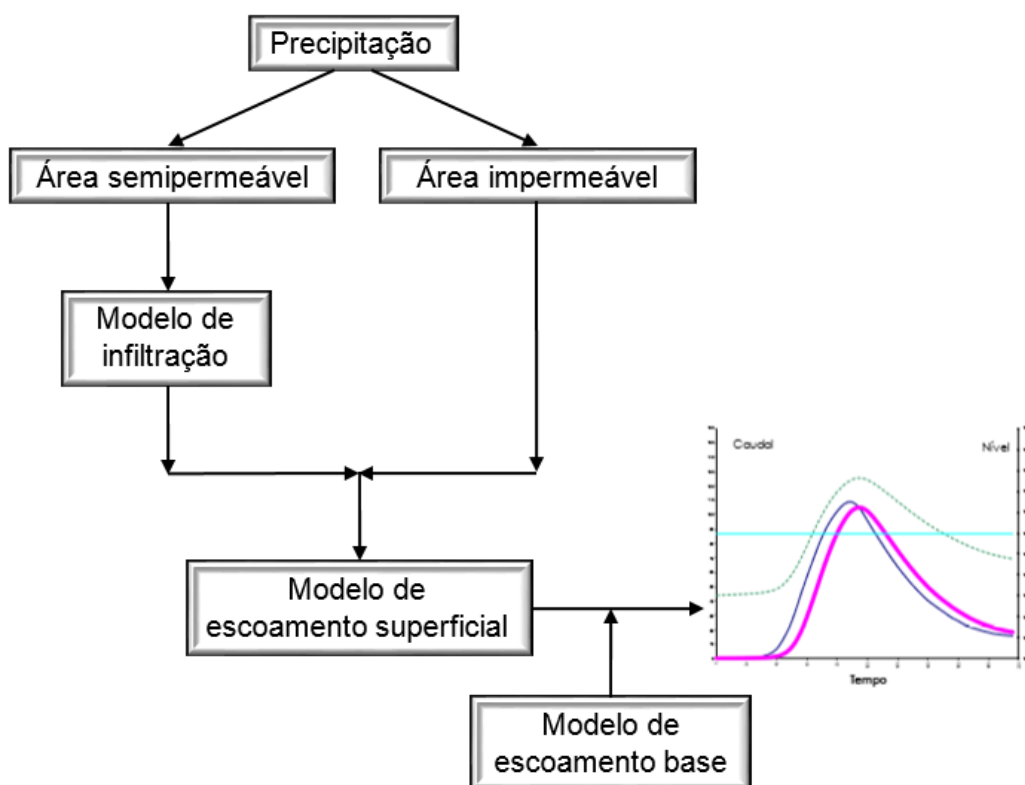 Precipitação
Área semipermeável
Área impermeável
Modelo de
infiltração
Caudal
Nível
Modelo de
escoamento superficial
Tempo
Modelo de
escoamento base